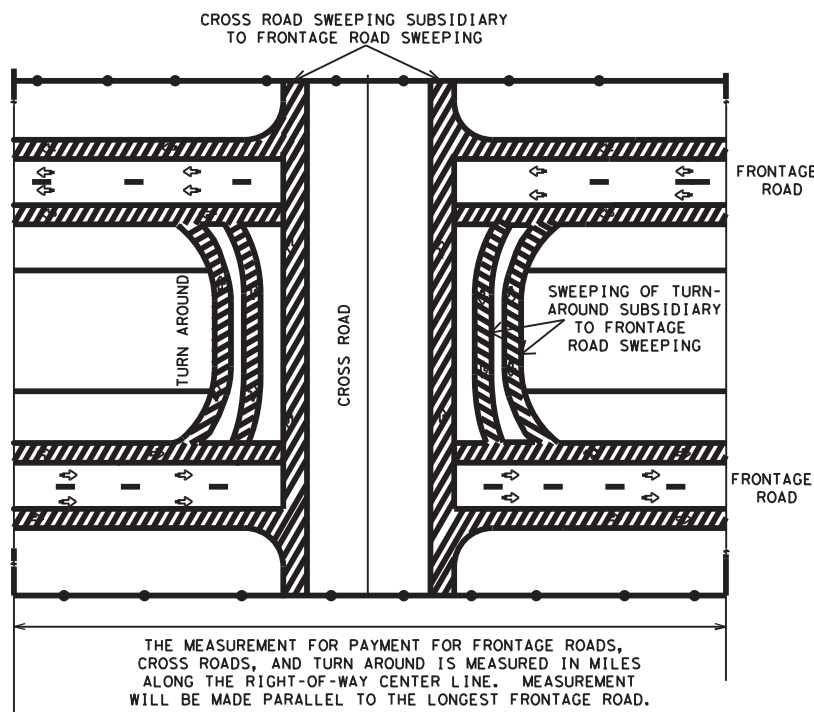 CROSS ROAD SWEEPING SUBSIDIARY
TO FRONTAGE ROAD SWEEPING
FRONTAGE
ROAD
TURN AROUND
CROSS ROAD
SWEEPING OF TURN-
AROUND SUBSIDIARY
TO FRONTAGE
ROAD SWEEPING
FRONTAGE
ROAD
THE MEASUREMENT FOR PAYMENT FOR FRONTAGE ROADS,
CROSS ROADS, AND TURN AROUND IS MEASURED IN MILES
ALONG THE RIGHT-OF-WAY CENTER LINE. MEASUREMENT
WILL BE MADE PARALLEL TO THE LONGEST FRONTAGE ROAD.